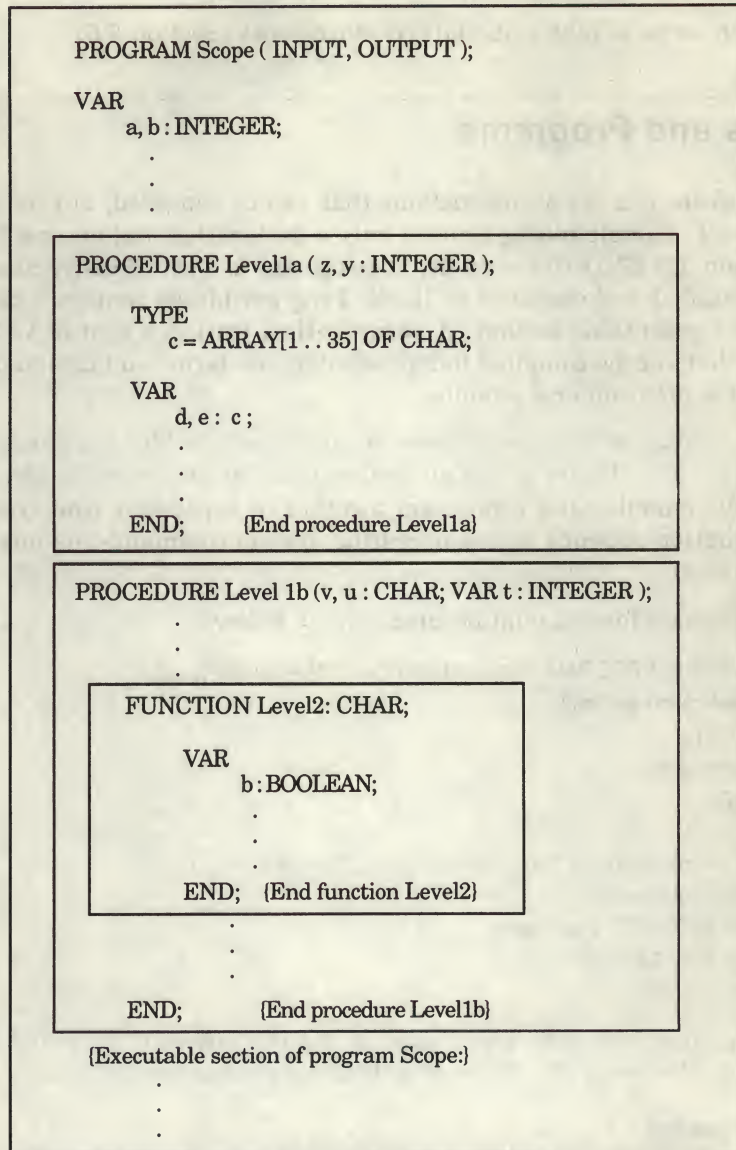 PROGRAM Scope ( INPUT, OUTPUT );
VAR
a, b : INTEGER;
.
.
.
PROCEDURE Level1a ( z, y : INTEGER );
TYPE
c = ARRAY[1 . . 35] OF CHAR;
VAR
d, e : c ;
.
.
.
END; {End procedure Level1a}
PROCEDURE Level 1b (v, u : CHAR; VAR t : INTEGER );
.
.
.
FUNCTION Level2: CHAR;
VAR
b : BOOLEAN;
.
.
.
END; {End function Level2}
.
.
.
END; {End procedure Level1b}
{Executable section of program Scope:}
.
.
.